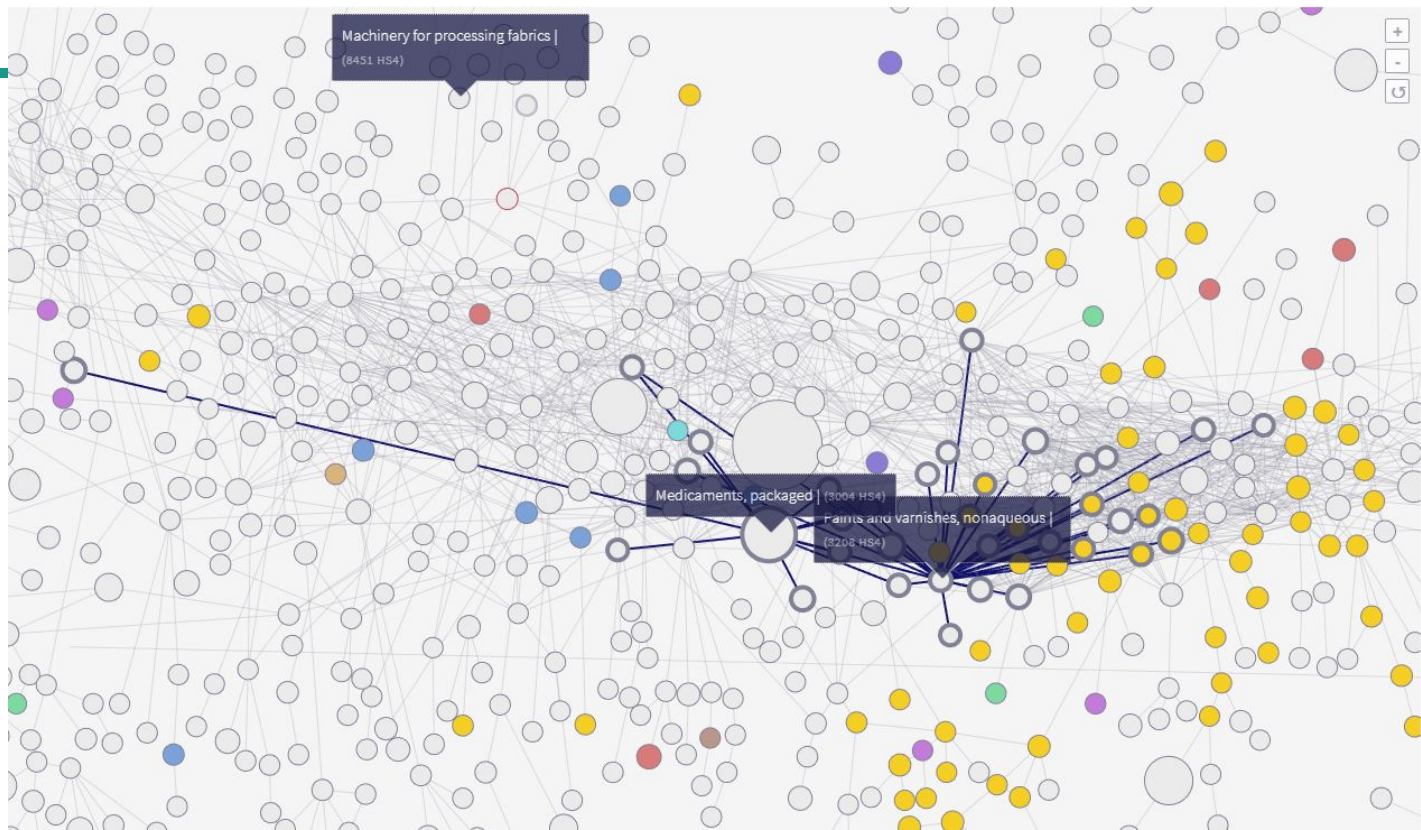 Machinery for processing fabrics |
(8451 HS4)
+
-
↺
Medicaments, packaged | (3004 HS4)
Paints and varnishes, nonaqueous |
(3208 HS4)